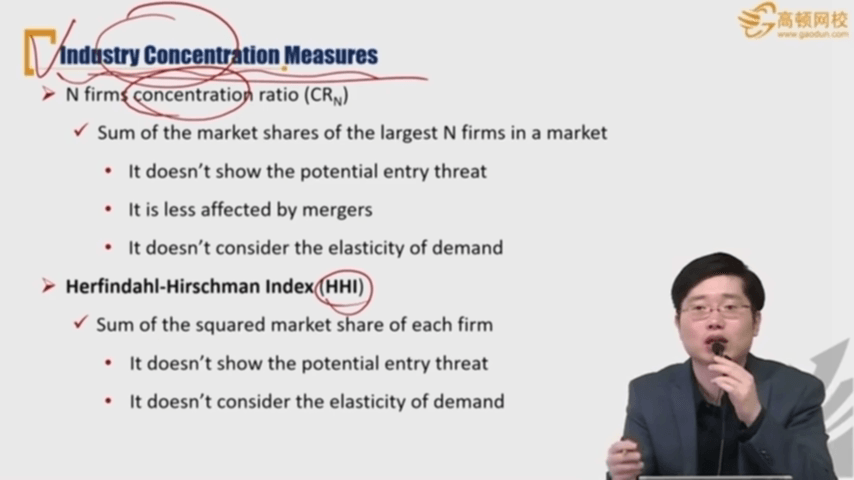 高顿网校
www.gaodun.com
Industry Concentration Measures
N firms concentration ratio (CRN)
Sum of the market shares of the largest N firms in a market
It doesn't show the potential entry threat
It is less affected by mergers
It doesn't consider the elasticity of demand
Herfindahl-Hirschman Index (HHI)
Sum of the squared market share of each firm
It doesn't show the potential entry threat
It doesn't consider the elasticity of demand